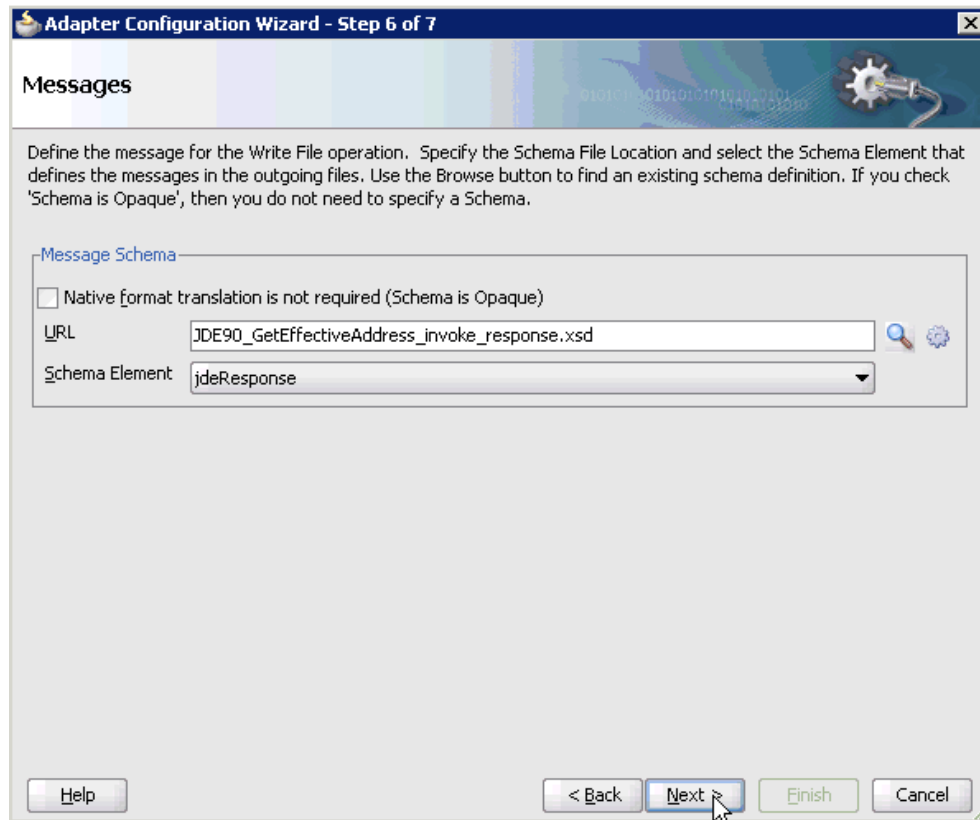 Adapter Configuration Wizard - Step 6 of 7
Messages
Define the message for the Write File operation. Specify the Schema File Location and select the Schema Element that
defines the messages in the outgoing files. Use the Browse button to find an existing schema definition. If you check
'Schema is Opaque', then you do not need to specify a Schema.
Message Schema
Native format translation is not required (Schema is Opaque)
URL JDE90_GetEffectiveAddress_invoke_response.xsd
Schema Element jdeResponse
Help < Back Next > Finish Cancel